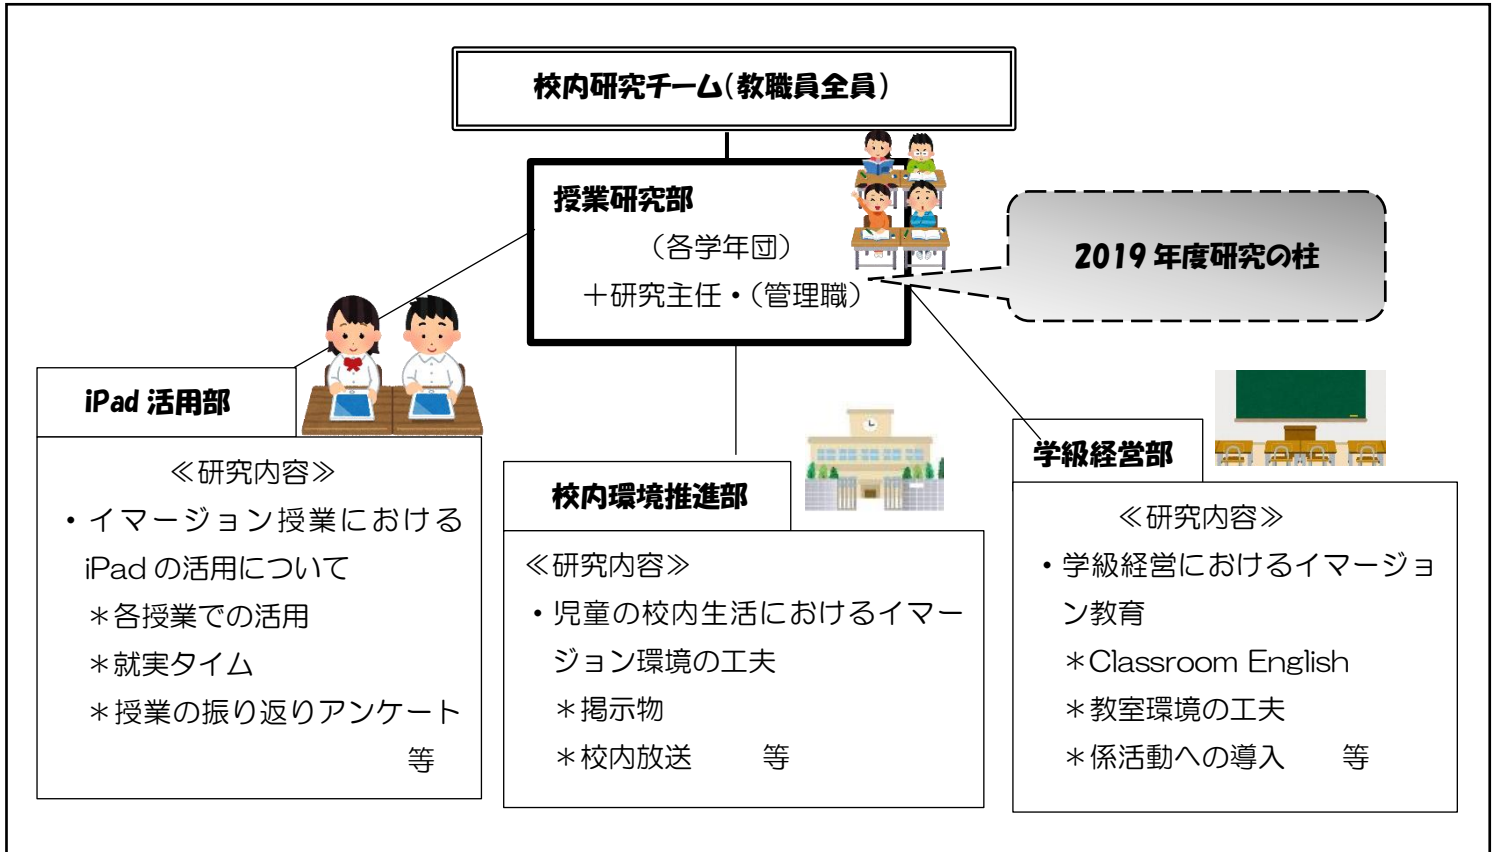 校内研究チーム(教職員全員)
授業研究部
(各学年団)
＋研究主任・(管理職)
2019年度研究の柱
iPad 活用部
≪研究内容≫
・イマージョン授業における
iPad の活用について
＊各授業での活用
＊就実タイム
＊授業の振り返りアンケート
等
校内環境推進部
≪研究内容≫
・児童の校内生活におけるイマー
ジョン環境の工夫
＊掲示物
＊校内放送　　等
学級経営部
≪研究内容≫
・学級経営におけるイマージョ
ン教育
＊Classroom English
＊教室環境の工夫
＊係活動への導入　　等